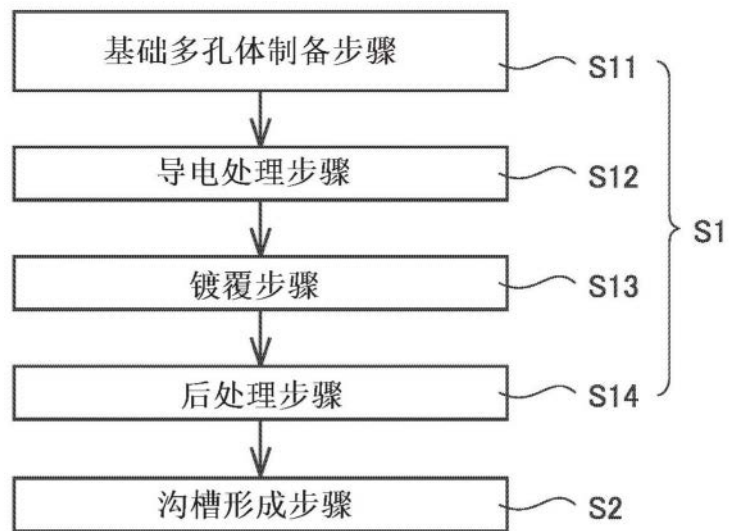 基础多孔体制备步骤
S11
导电处理步骤
S12
S1
镀覆步骤
S13
后处理步骤
S14
沟槽形成步骤
S2